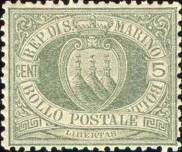 REP. DI S. MARINO
CENT 5
BOLLO POSTALE
LIBERTAS